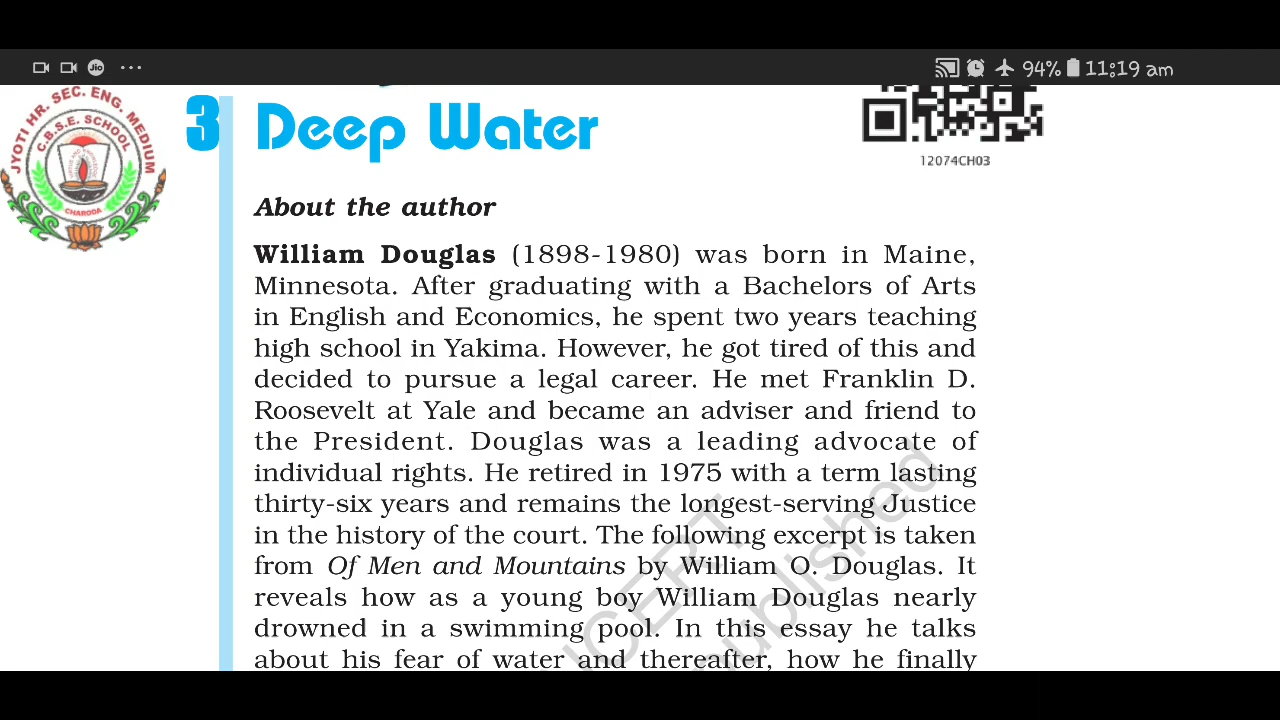 Jio
94% 11:19 am
JYOTI HR. SEC. ENG. MEDIUM
C.B.S.E. SCHOOL
CHARODA
3 Deep Water
12074CH03
About the author
William Douglas (1898-1980) was born in Maine,
Minnesota. After graduating with a Bachelors of Arts
in English and Economics, he spent two years teaching
high school in Yakima. However, he got tired of this and
decided to pursue a legal career. He met Franklin D.
Roosevelt at Yale and became an adviser and friend to
the President. Douglas was a leading advocate of
individual rights. He retired in 1975 with a term lasting
thirty-six years and remains the longest-serving Justice
in the history of the court. The following excerpt is taken
from Of Men and Mountains by William O. Douglas. It
reveals how as a young boy William Douglas nearly
drowned in a swimming pool. In this essay he talks
about his fear of water and thereafter, how he finally